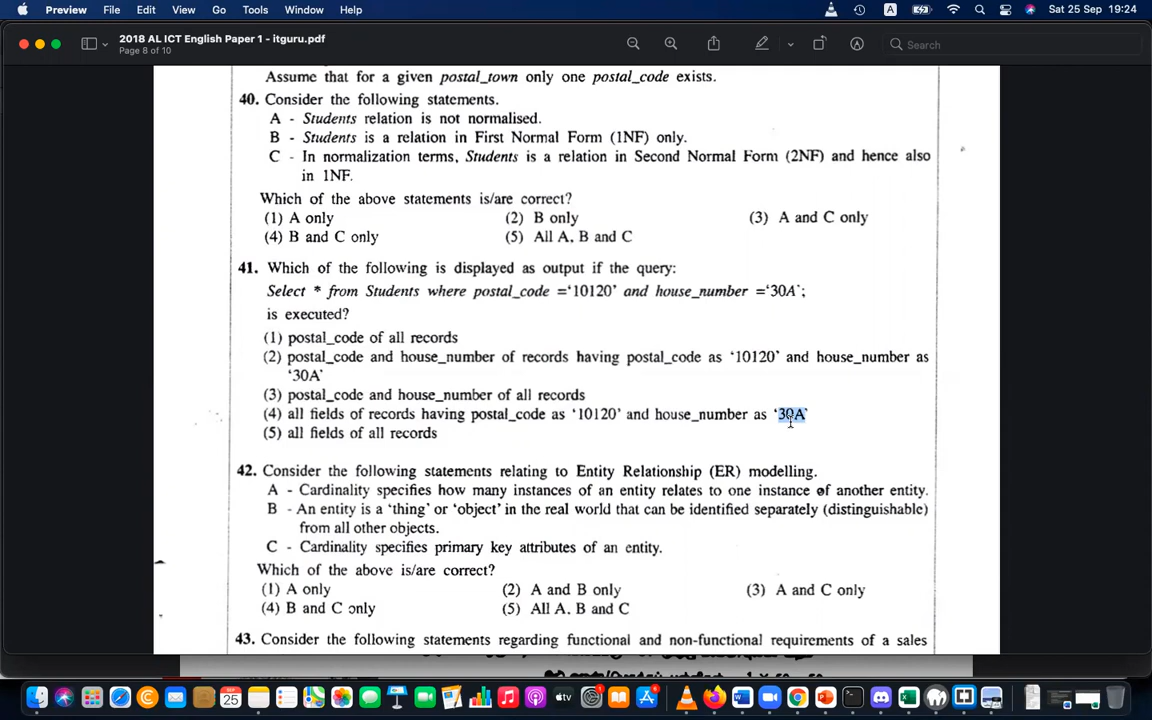 Preview File Edit View Go Tools Window Help A Sat 25 Sep 19:24
2018 AL ICT English Paper 1 - itguru.pdf
Page 8 of 10
Search
Assume that for a given postal_town only one postal_code exists.
40. Consider the following statements.
A - Students relation is not normalised.
B - Students is a relation in First Normal Form (1NF) only.
C - In normalization terms, Students is a relation in Second Normal Form (2NF) and hence also
in 1NF.
Which of the above statements is/are correct?
(1) A only (2) B only (3) A and C only
(4) B and C only (5) All A, B and C
41. Which of the following is displayed as output if the query:
Select * from Students where postal_code ='10120' and house_number ='30A';
is executed?
(1) postal_code of all records
(2) postal_code and house_number of records having postal_code as '10120' and house_number as
'30A'
(3) postal_code and house_number of all records
(4) all fields of records having postal_code as '10120' and house_number as '30A'
(5) all fields of all records
42. Consider the following statements relating to Entity Relationship (ER) modelling.
A - Cardinality specifies how many instances of an entity relates to one instance of another entity.
B - An entity is a 'thing' or 'object' in the real world that can be identified separately (distinguishable)
from all other objects.
C - Cardinality specifies primary key attributes of an entity.
Which of the above is/are correct?
(1) A only (2) A and B only (3) A and C only
(4) B and C only (5) All A, B and C
43. Consider the following statements regarding functional and non-functional requirements of a sales
SEP
25
tv